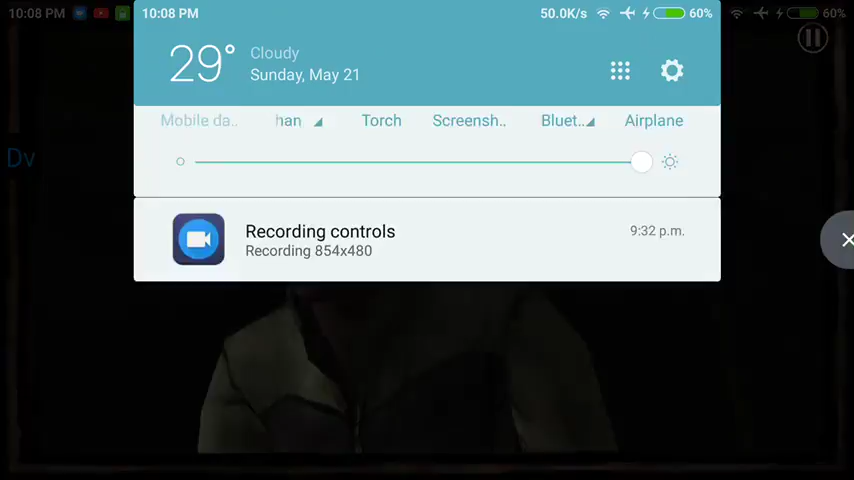 10:08 PM
10:08 PM 50.0K/s 60% 60%
29° Cloudy
Sunday, May 21
Mobile da.. han Torch Screensh.. Bluet.. Airplane
Dv
Recording controls 9:32 p.m.
Recording 854x480